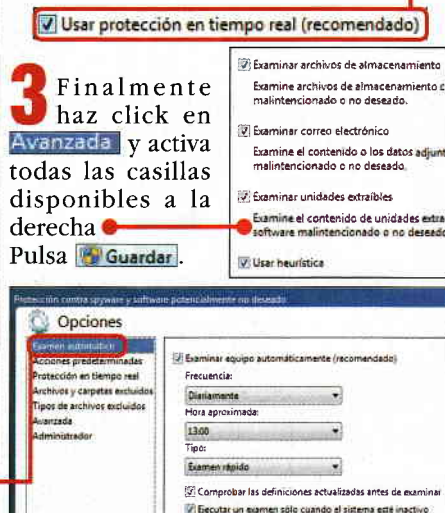 Usar protección en tiempo real (recomendado)
3 Finalmente
haz click en
Avanzada y activa
todas las casillas
disponibles a la
derecha
Pulsa Guardar.
Examinar archivos de almacenamiento
Examine archivos de almacenamiento
malintencionado o no deseado.
Examinar correo electrónico
Examine el contenido o los datos
malintencionado o no deseado.
Examinar unidades extraíbles
Examine el contenido de unidades
software malintencionado o no
Usar heurística
Protección contra spyware y software potencialmente no deseado
Opciones
Examen automático
Acciones predeterminadas
Protección en tiempo real
Archivos y carpetas excluidos
Tipos de archivos excluidos
Avanzada
Administrador
Examinar equipo automáticamente (recomendado)
Frecuencia:
Diariamente
Hora aproximada:
13:00
Tipo:
Examen rápido
Comprobar las definiciones actualizadas antes de examinar
Ejecutar un examen sólo cuando el sistema esté inactivo